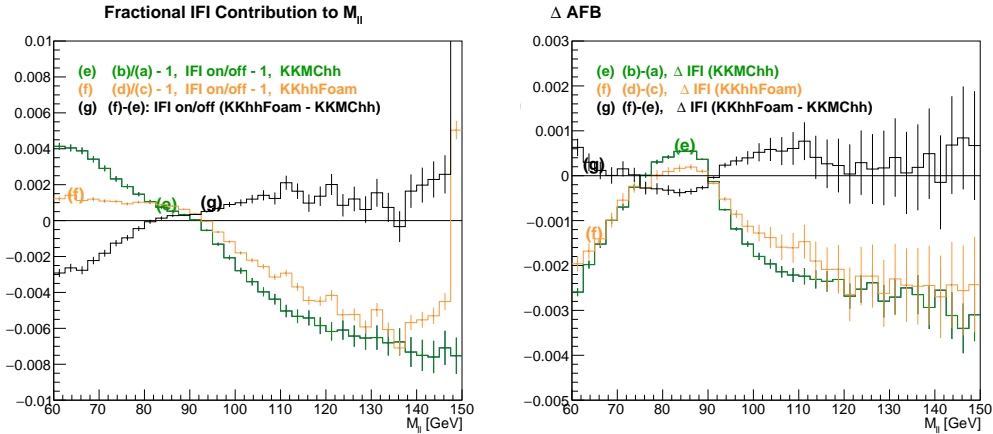 Fractional IFI Contribution to M_ll
0.01
0.008
0.006
0.004
0.002
0
−0.002
−0.004
−0.006
−0.008
−0.01
(e) (b)/(a) - 1, IFI on/off - 1, KKMChh
(f) (d)/(c) - 1, IFI on/off - 1, KKhhFoam
(g) (f)-(e): IFI on/off (KKhhFoam - KKMChh)
(f)
(e)
(g)
60 70 80 90 100 110 120 130 140 150
M_ll [GeV]
Δ AFB
0.003
0.002
0.001
0
−0.001
−0.002
−0.003
−0.004
−0.005
(e) (b)-(a), Δ IFI (KKMChh)
(f) (d)-(c), Δ IFI (KKhhFoam)
(g) (f)-(e), Δ IFI (KKhhFoam - KKMChh)
(e)
(g)
(f)
60 70 80 90 100 110 120 130 140 150
M_ll [GeV]